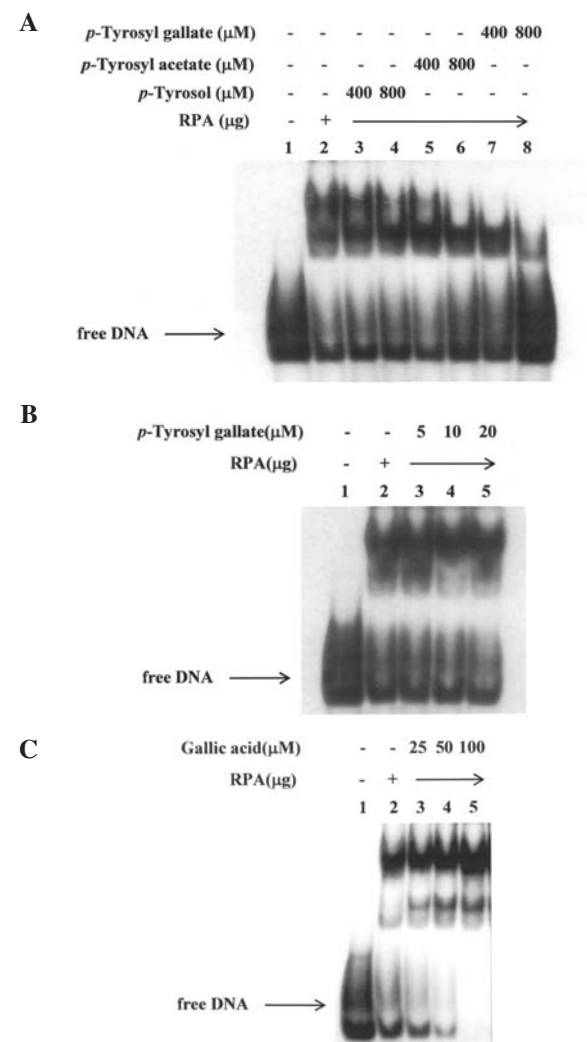 A
p-Tyrosyl gallate (μM) - - - - - - 400 800
p-Tyrosyl acetate (μM) - - - - 400 800 - -
p-Tyrosol (μM) - - 400 800 - - - -
RPA (μg) - +
1 2 3 4 5 6 7 8
free DNA
B
p-Tyrosyl gallate(μM) - - 5 10 20
RPA(μg) - +
1 2 3 4 5
free DNA
C
Gallic acid(μM) - - 25 50 100
RPA(μg) - +
1 2 3 4 5
free DNA